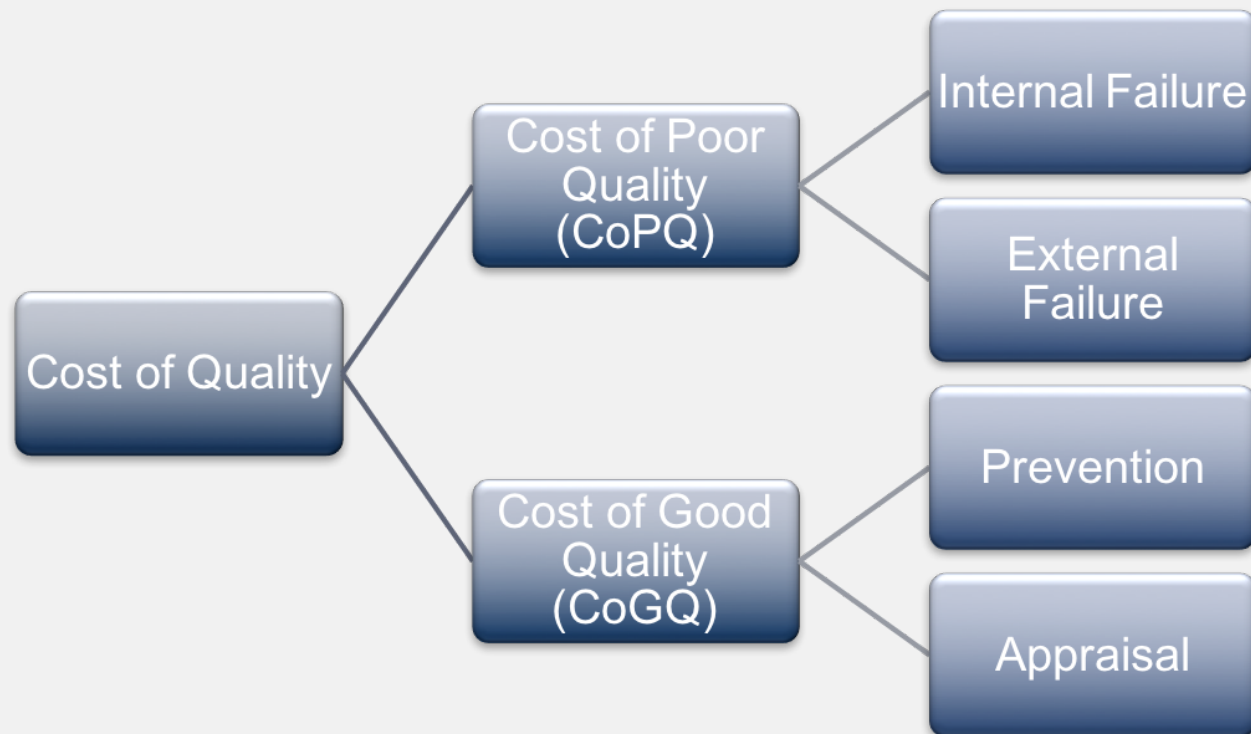 Cost of Quality
Cost of Poor
Quality
(CoPQ)
Internal Failure
External
Failure
Cost of Good
Quality
(CoGQ)
Prevention
Appraisal